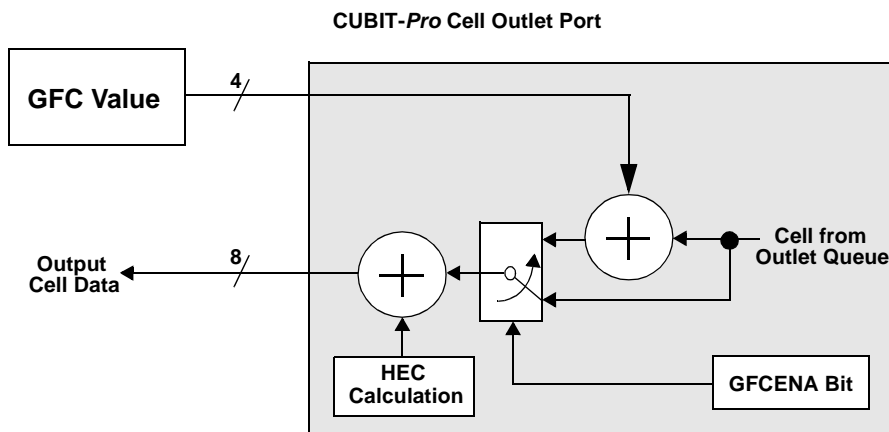 CUBIT-Pro Cell Outlet Port
GFC Value
4
Cell from
Outlet Queue
8
Output
Cell Data
HEC
Calculation
GFCENA Bit